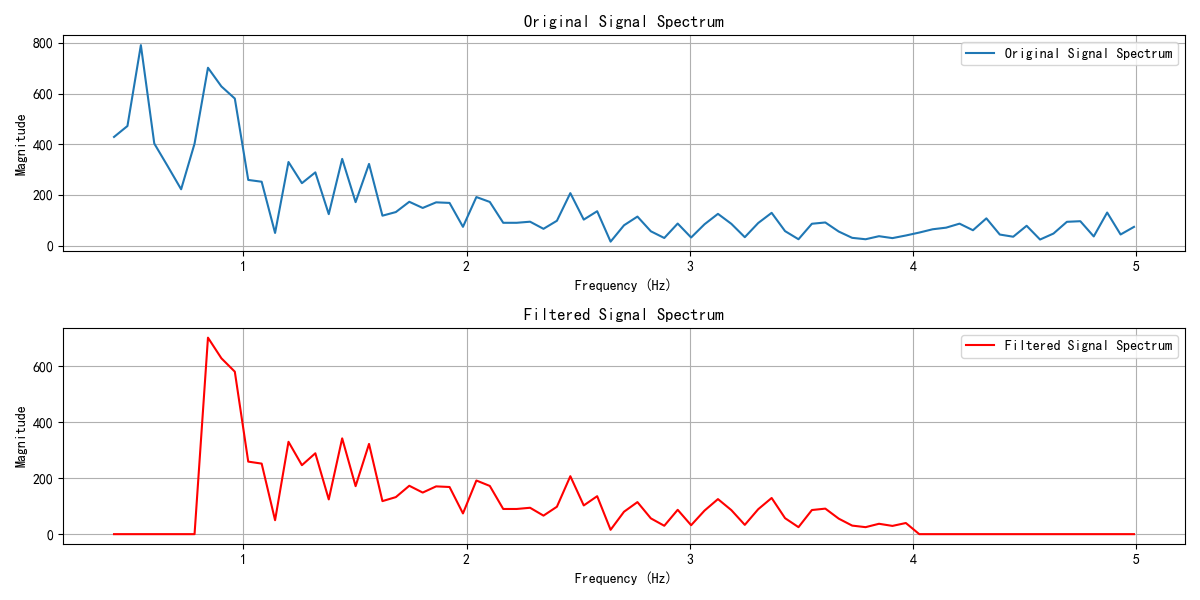 Original Signal Spectrum
Original Signal Spectrum
Magnitude
800
600
400
200
0
1 2 3 4 5
Frequency (Hz)
Filtered Signal Spectrum
Filtered Signal Spectrum
Magnitude
600
400
200
0
1 2 3 4 5
Frequency (Hz)